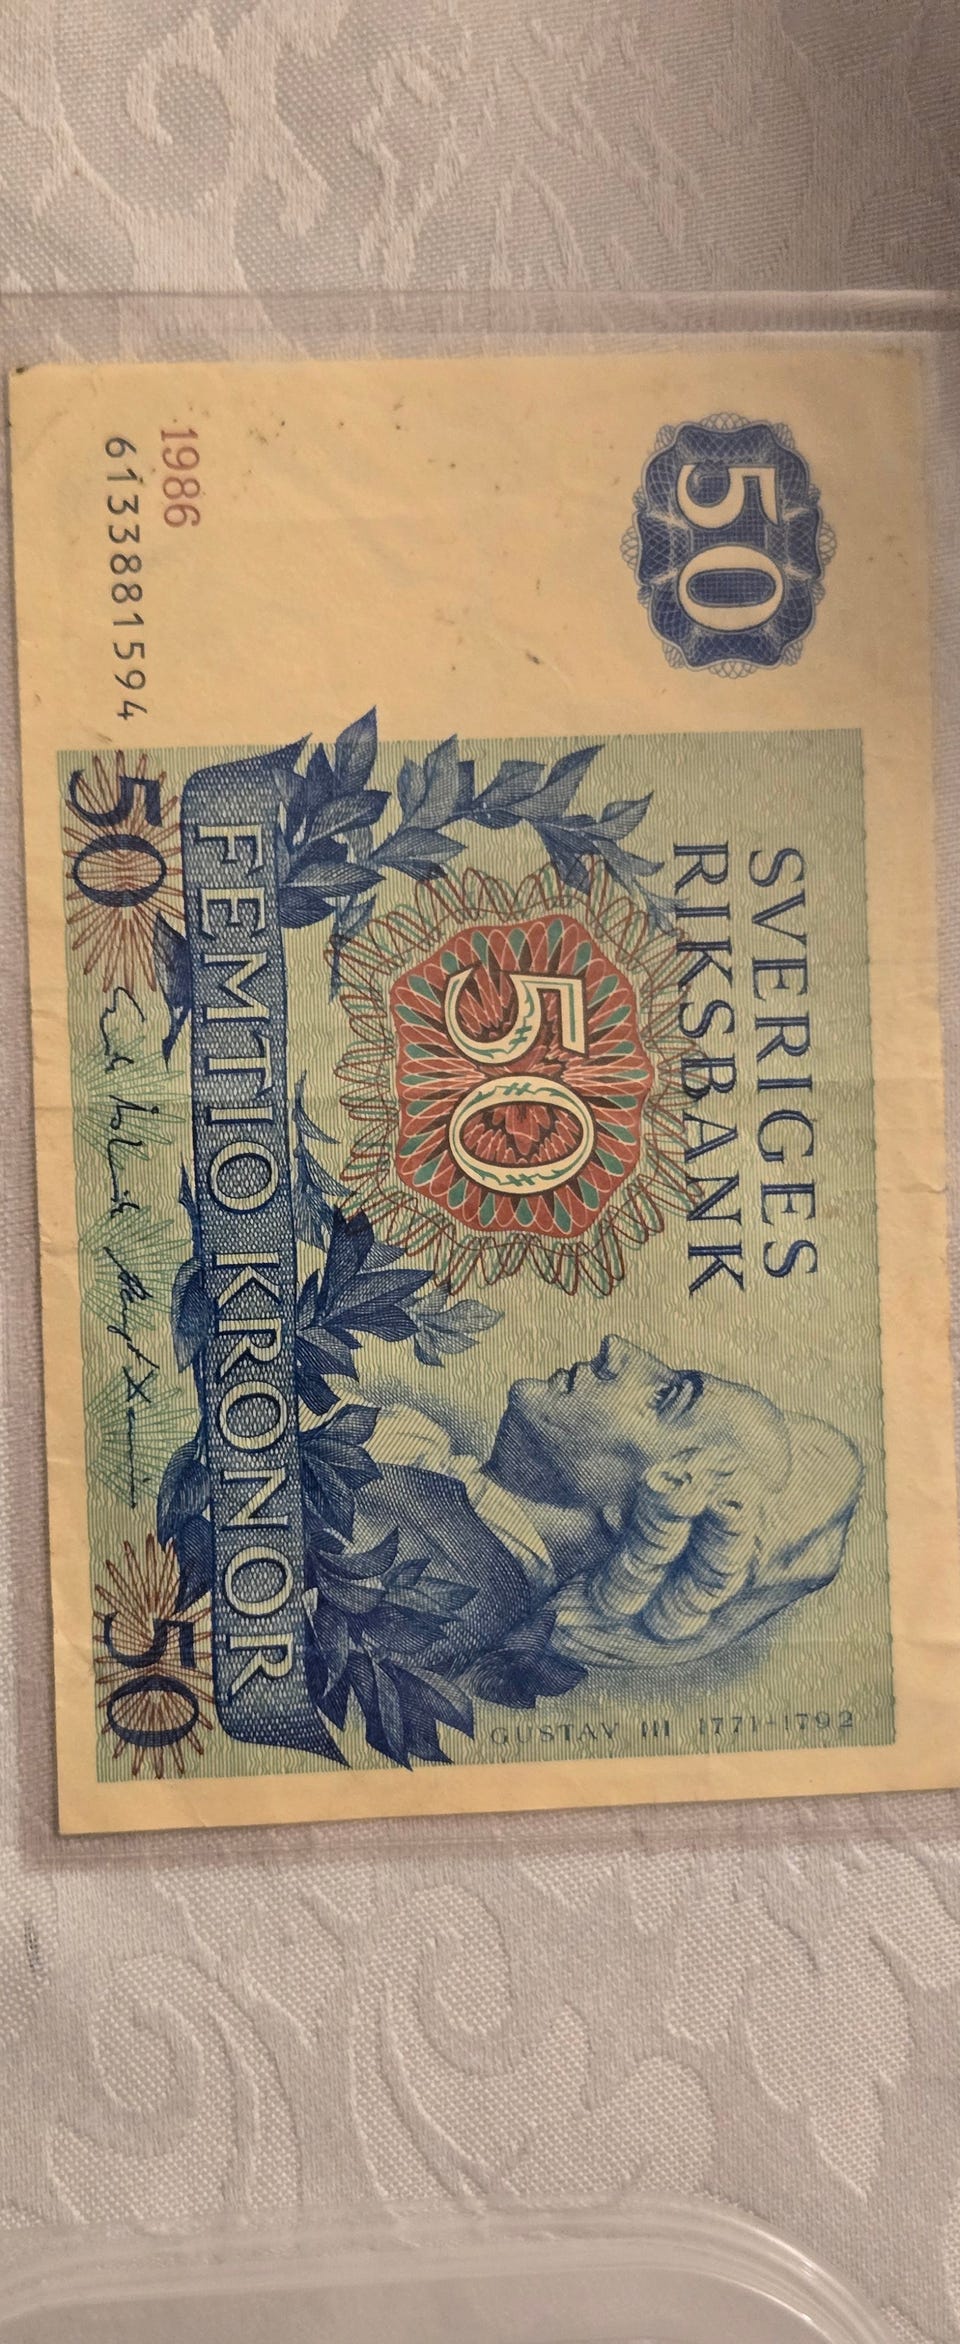 50
SVERIGES
RIKSBANK
50
GUSTAV III 1771-1792
FEMTIO KRONOR
1986
6133881594
50
50